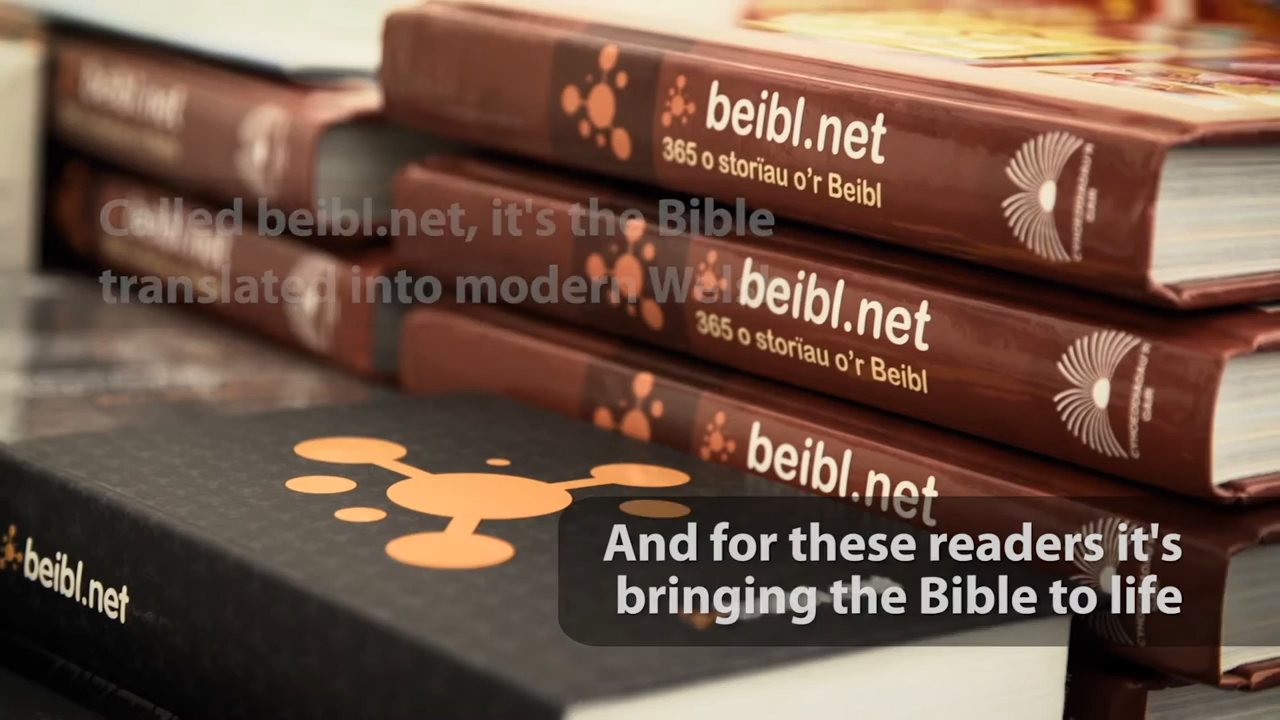 beibl.net
365 o storïau o'r Beibl
Called beibl.net, it's the Bible
translated into modern Welsh
beibl.net
365 o storïau o'r Beibl
beibl.net
beibl.net
And for these readers it's
bringing the Bible to life